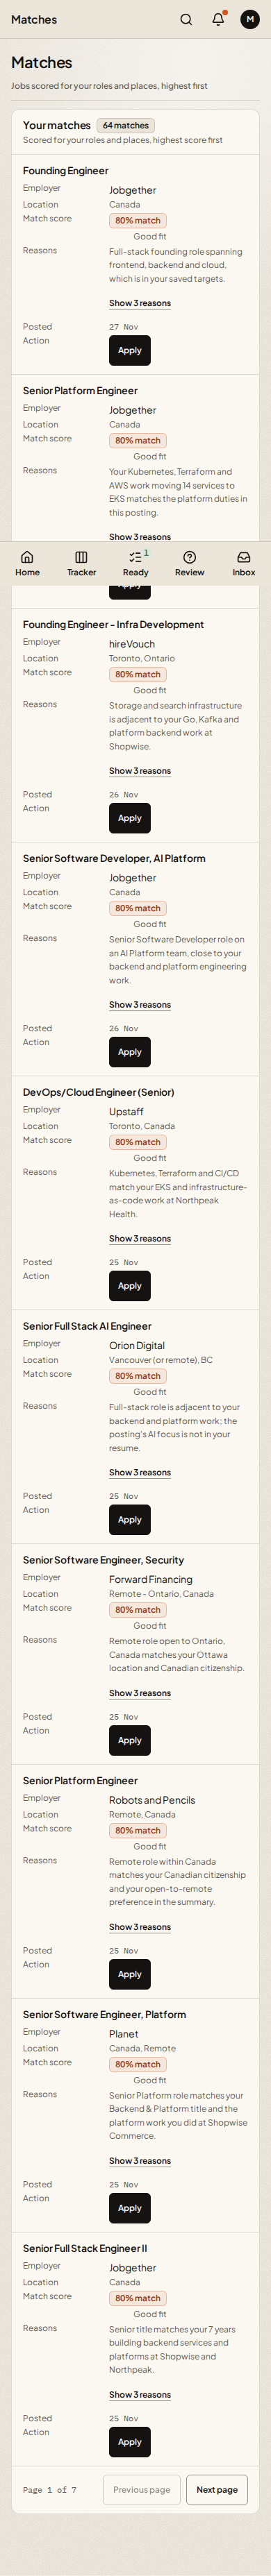 Matches
M
Matches
Jobs scored for your roles and places, highest first
Your matches 64 matches
Scored for your roles and places, highest score first
Founding Engineer
Employer Jobgether
Location Canada
Match score 80% match
Good fit
Reasons Full-stack founding role spanning
frontend, backend and cloud,
which is in your saved targets.
Show 3 reasons
Posted 27 Nov
Action Apply
Senior Platform Engineer
Employer Jobgether
Location Canada
Match score 80% match
Good fit
Reasons Your Kubernetes, Terraform and
AWS work moving 14 services to
EKS matches the platform duties in
this posting.
Show 3 reasons
1
Home Tracker Ready Review Inbox
Apply
Founding Engineer - Infra Development
Employer hireVouch
Location Toronto, Ontario
Match score 80% match
Good fit
Reasons Storage and search infrastructure
is adjacent to your Go, Kafka and
platform backend work at
Shopwise.
Show 3 reasons
Posted 26 Nov
Action Apply
Senior Software Developer, AI Platform
Employer Jobgether
Location Canada
Match score 80% match
Good fit
Reasons Senior Software Developer role on
an AI Platform team, close to your
backend and platform engineering
work.
Show 3 reasons
Posted 26 Nov
Action Apply
DevOps/Cloud Engineer (Senior)
Employer Upstaff
Location Toronto, Canada
Match score 80% match
Good fit
Reasons Kubernetes, Terraform and CI/CD
match your EKS and infrastructure-
as-code work at Northpeak
Health.
Show 3 reasons
Posted 25 Nov
Action Apply
Senior Full Stack AI Engineer
Employer Orion Digital
Location Vancouver (or remote), BC
Match score 80% match
Good fit
Reasons Full-stack role is adjacent to your
backend and platform work; the
posting's AI focus is not in your
resume.
Show 3 reasons
Posted 25 Nov
Action Apply
Senior Software Engineer, Security
Employer Forward Financing
Location Remote - Ontario, Canada
Match score 80% match
Good fit
Reasons Remote role open to Ontario,
Canada matches your Ottawa
location and Canadian citizenship.
Show 3 reasons
Posted 25 Nov
Action Apply
Senior Platform Engineer
Employer Robots and Pencils
Location Remote, Canada
Match score 80% match
Good fit
Reasons Remote role within Canada
matches your Canadian citizenship
and your open-to-remote
preference in the summary.
Show 3 reasons
Posted 25 Nov
Action Apply
Senior Software Engineer, Platform
Employer Planet
Location Canada, Remote
Match score 80% match
Good fit
Reasons Senior Platform role matches your
Backend & Platform title and the
platform work you did at Shopwise
Commerce.
Show 3 reasons
Posted 25 Nov
Action Apply
Senior Full Stack Engineer II
Employer Jobgether
Location Canada
Match score 80% match
Good fit
Reasons Senior title matches your 7 years
building backend services and
platforms at Shopwise and
Northpeak.
Show 3 reasons
Posted 25 Nov
Action Apply
Page 1 of 7 Previous page Next page